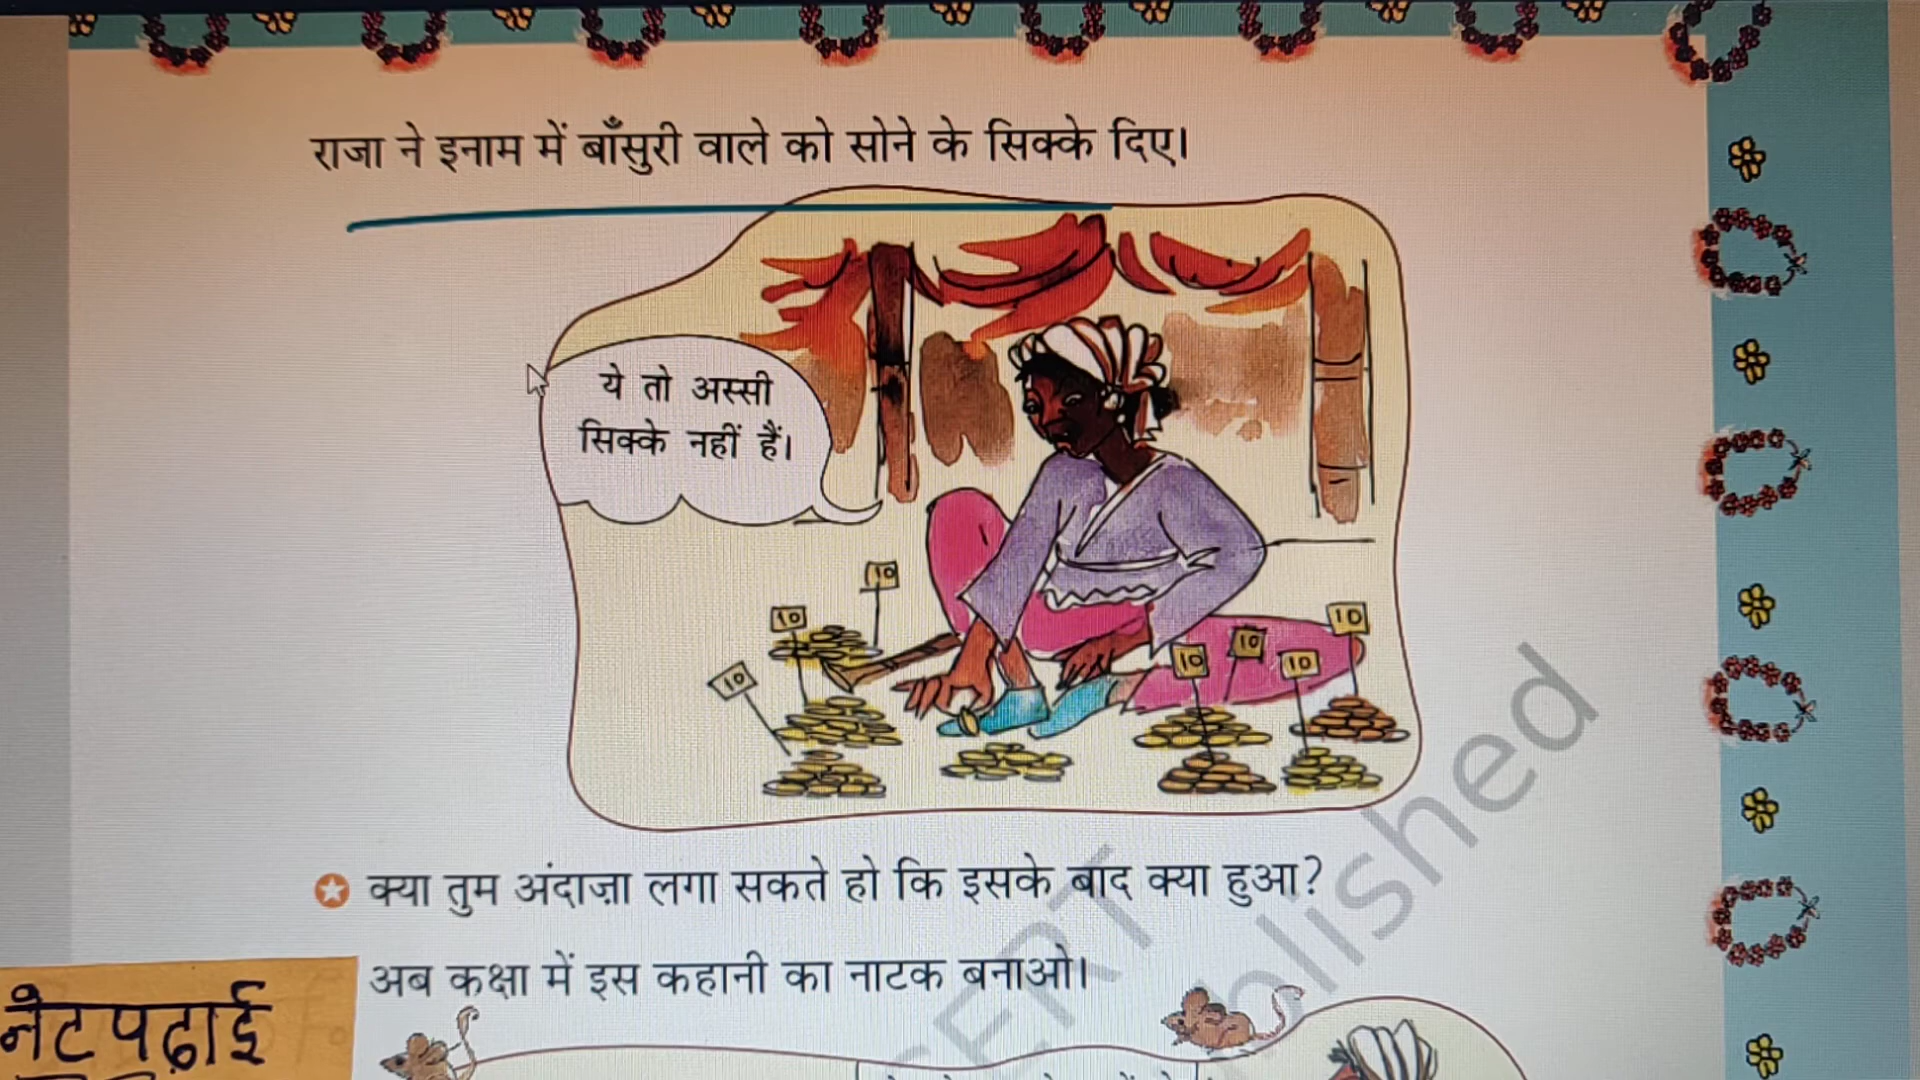 राजा ने इनाम में बाँसुरी वाले को सोने के सिक्के दिए।
ये तो अस्सी
सिक्के नहीं हैं।
10
10
10
10
10
10
10
क्या तुम अंदाज़ा लगा सकते हो कि इसके बाद क्या हुआ?
अब कक्षा में इस कहानी का नाटक बनाओ।
नेट पढ़ाई